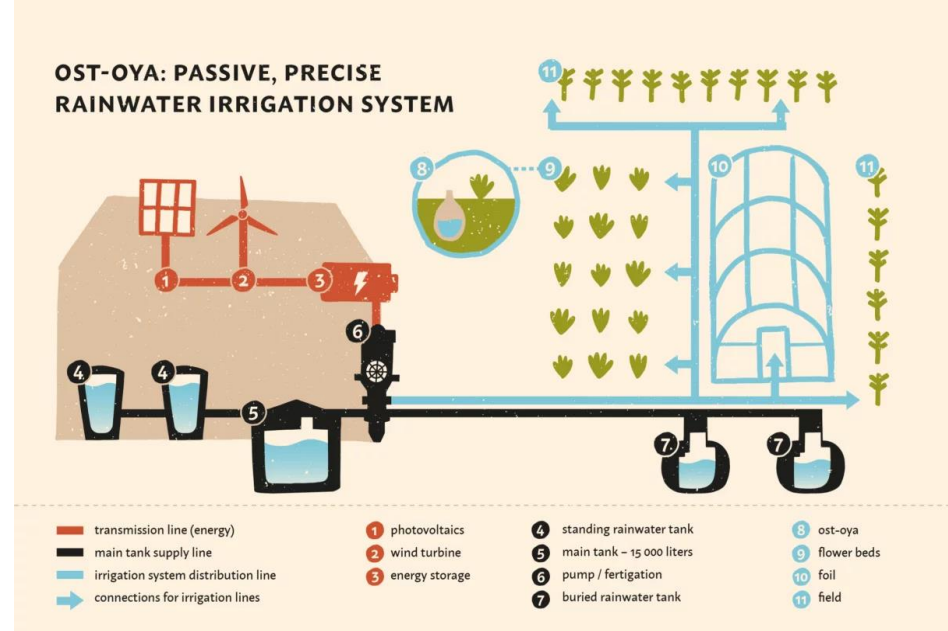 OST-OYA: PASSIVE, PRECISE
RAINWATER IRRIGATION SYSTEM
11
8
9
10
11
1
2
3
6
4
4
5
7
7
transmission line (energy)
main tank supply line
irrigation system distribution line
connections for irrigation lines
1 photovoltaics
2 wind turbine
3 energy storage
4 standing rainwater tank
5 main tank – 15 000 liters
6 pump / fertigation
7 buried rainwater tank
8 ost-oya
9 flower beds
10 foil
11 field